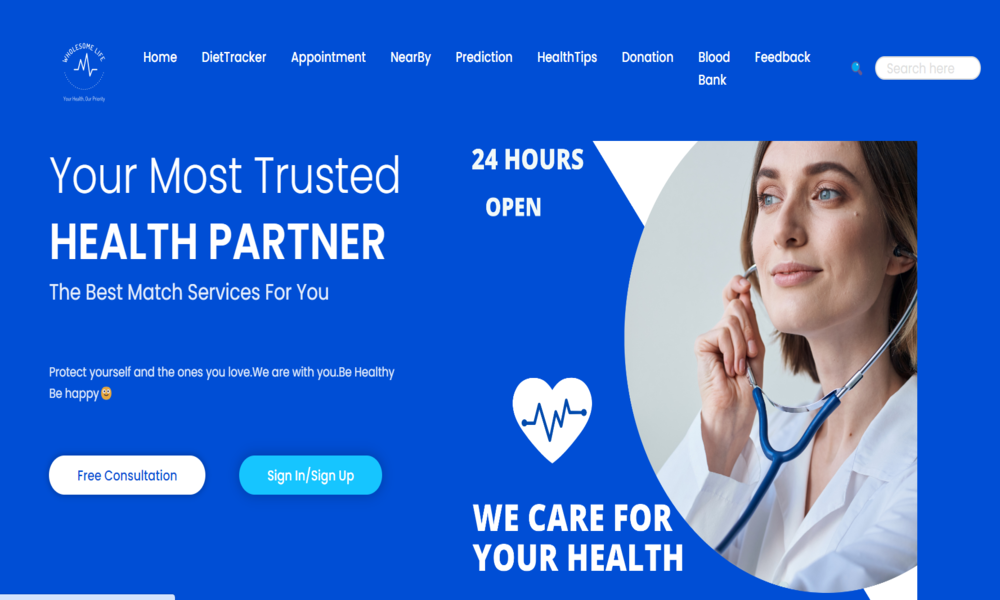 WHOLESOME LIFE
Your Health, Our Priority
Home DietTracker Appointment NearBy Prediction HealthTips Donation Blood Bank Feedback
Search here
Your Most Trusted
HEALTH PARTNER
The Best Match Services For You
Protect yourself and the ones you love.We are with you.Be Healthy
Be happy
Free Consultation Sign In/Sign Up
24 HOURS
OPEN
WE CARE FOR
YOUR HEALTH